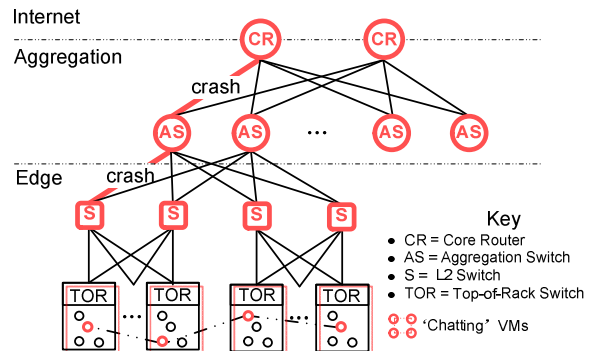 Internet
CR CR
Aggregation
crash
AS AS ... AS AS
Edge
crash
S S S S
Key
• CR = Core Router
• AS = Aggregation Switch
• S = L2 Switch
• TOR = Top-of-Rack Switch
TOR ... TOR TOR ... TOR
'Chatting' VMs